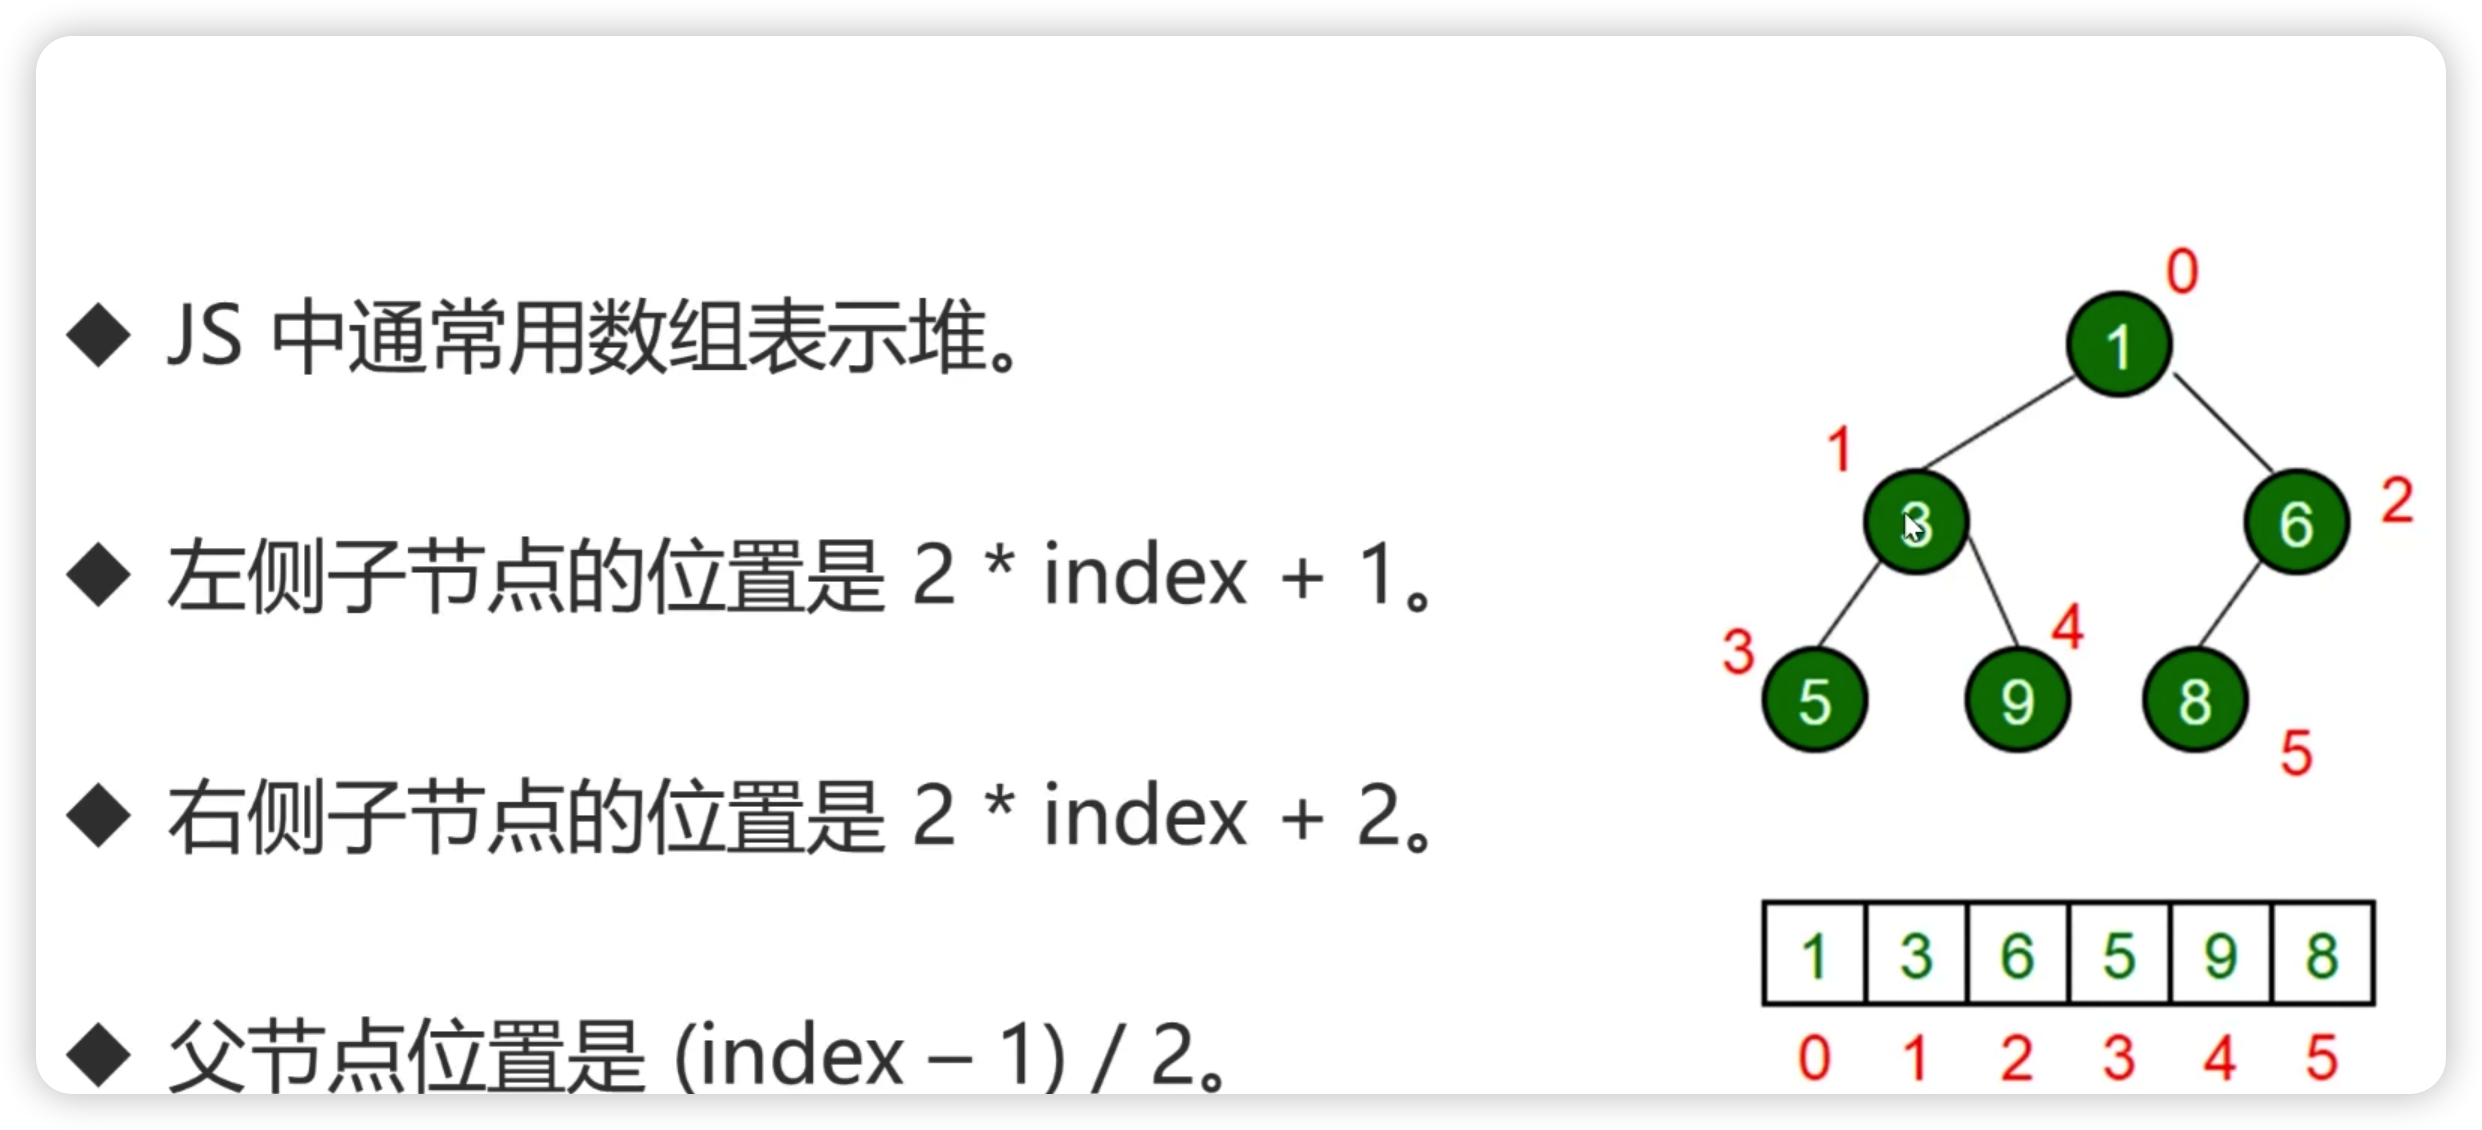 JS 中通常用数组表示堆。
左侧子节点的位置是 2 * index + 1。
右侧子节点的位置是 2 * index + 2。
父节点位置是 (index – 1) / 2。
0
1
1
3
6
2
3
4
5
9
8
5
1 3 6 5 9 8
0 1 2 3 4 5